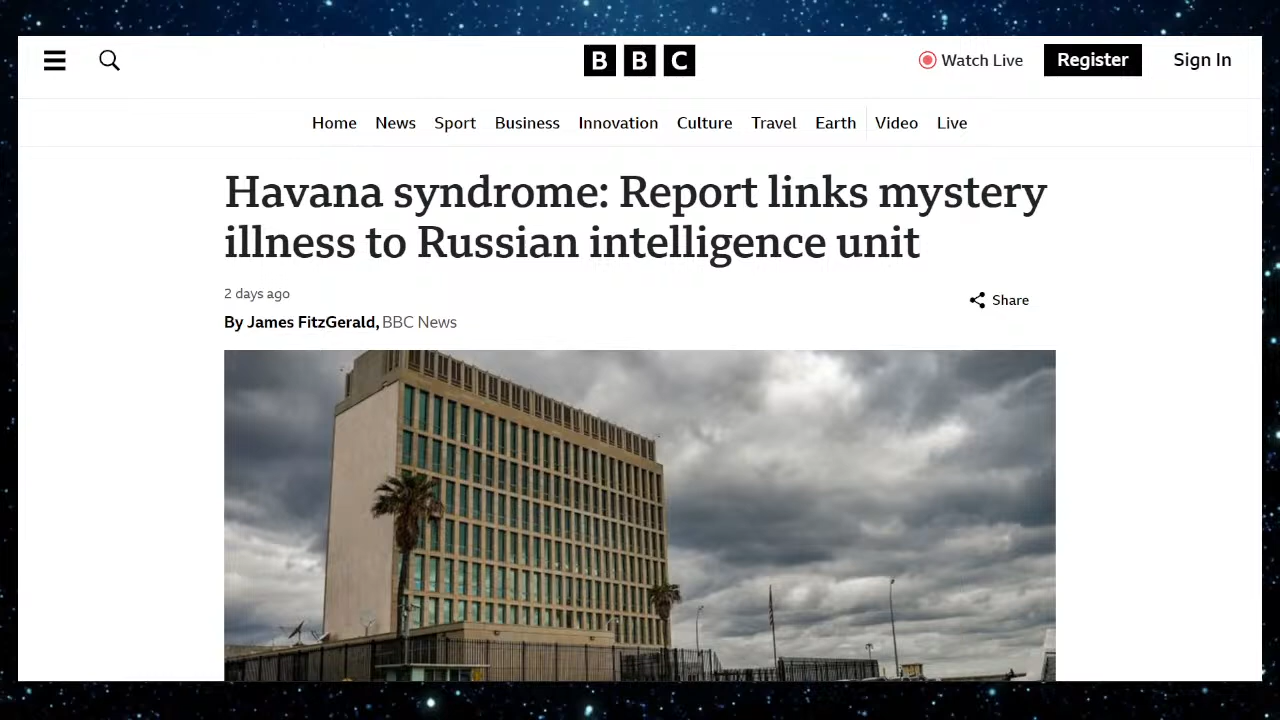 BBC
Watch Live
Register
Sign In
Home News Sport Business Innovation Culture Travel Earth Video Live
Havana syndrome: Report links mystery
illness to Russian intelligence unit
2 days ago
Share
By James FitzGerald, BBC News